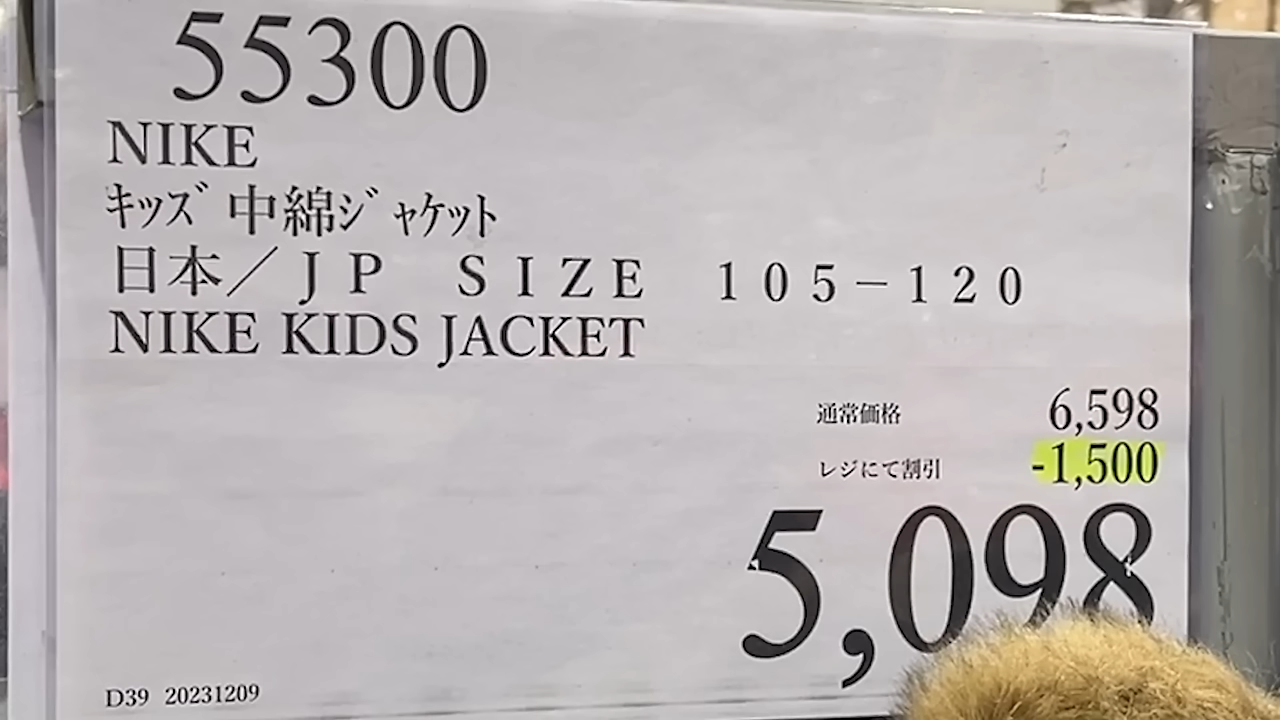 55300
NIKE
ｷｯｽﾞ 中綿ｼﾞｬｹｯﾄ
日本／ＪＰ　ＳＩＺＥ　１０５－１２０
NIKE KIDS JACKET
通常価格 6,598
レジにて割引 -1,500
5,098
D39 20231209